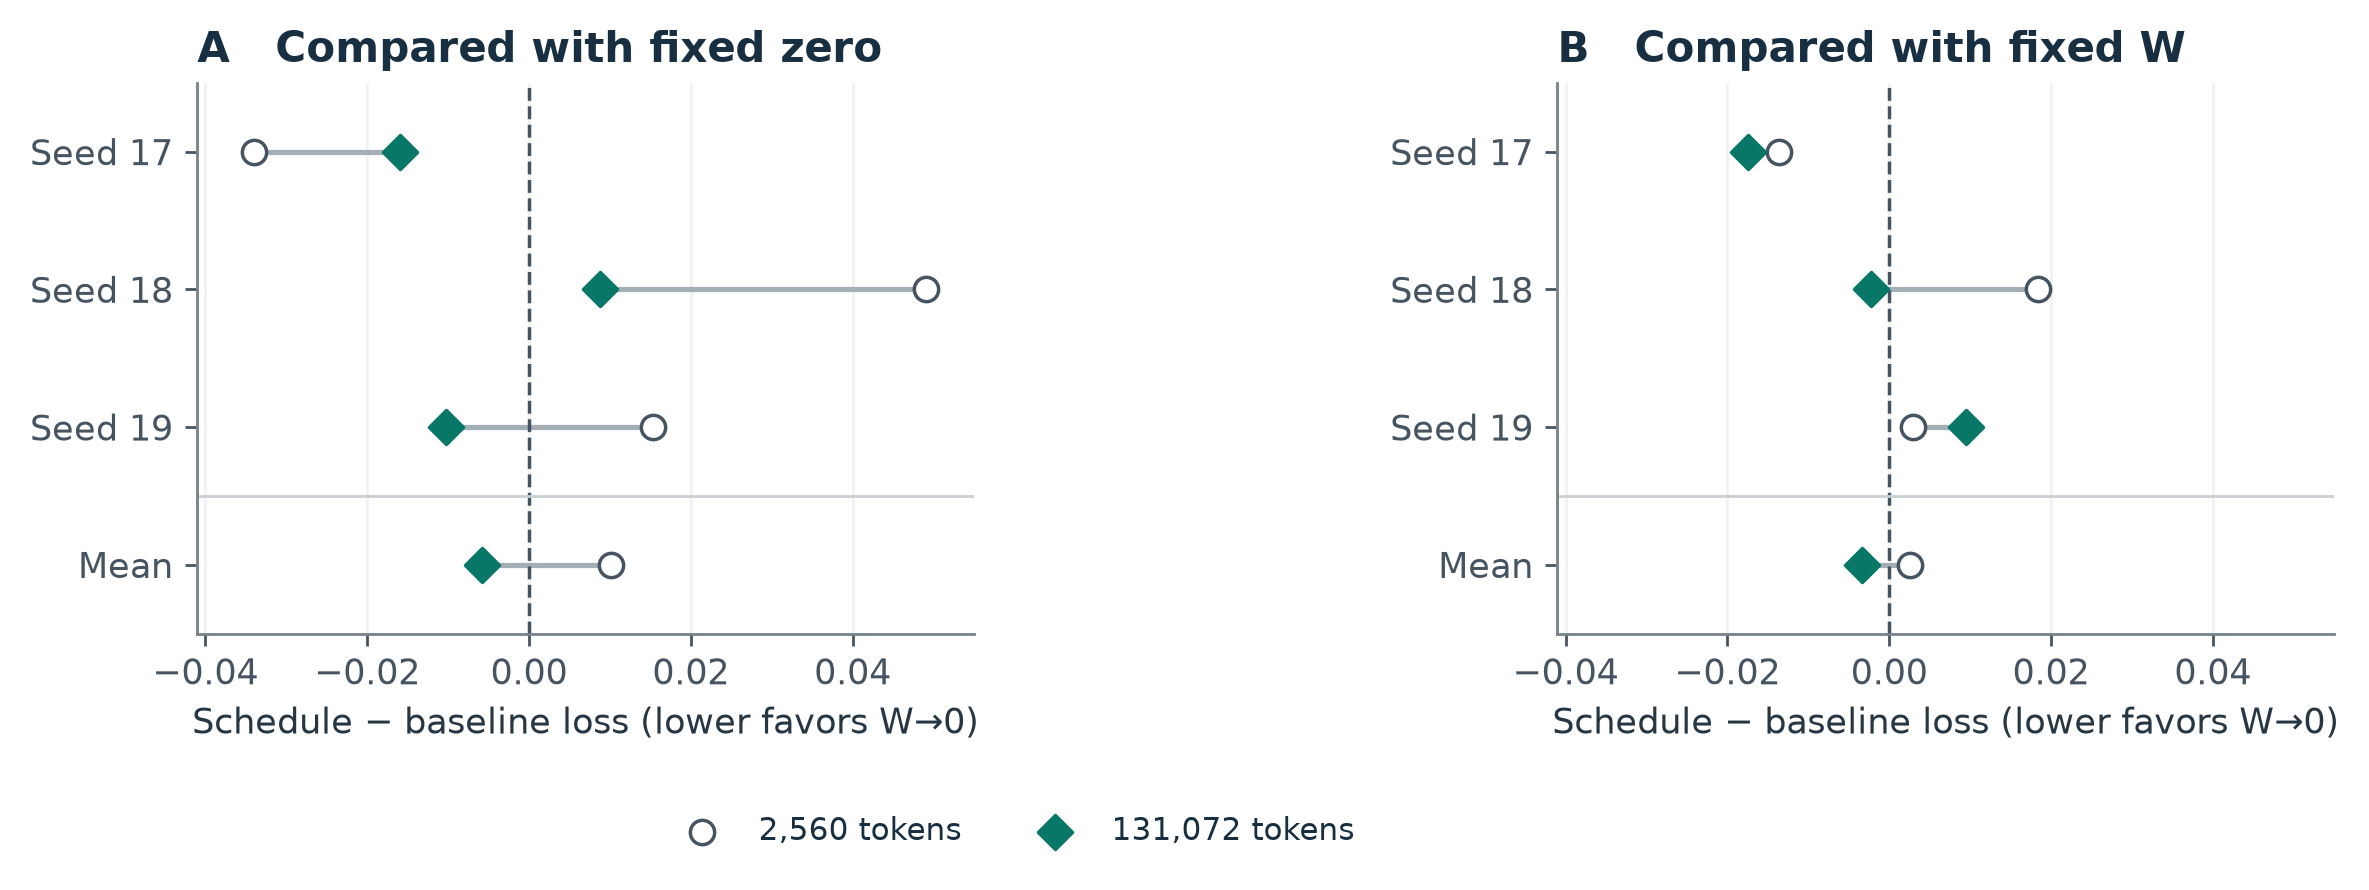 A Compared with fixed zero
Seed 17
Seed 18
Seed 19
Mean
−0.04 −0.02 0.00 0.02 0.04
Schedule − baseline loss (lower favors W→0)
B Compared with fixed W
Seed 17
Seed 18
Seed 19
Mean
−0.04 −0.02 0.00 0.02 0.04
Schedule − baseline loss (lower favors W→0)
2,560 tokens 131,072 tokens